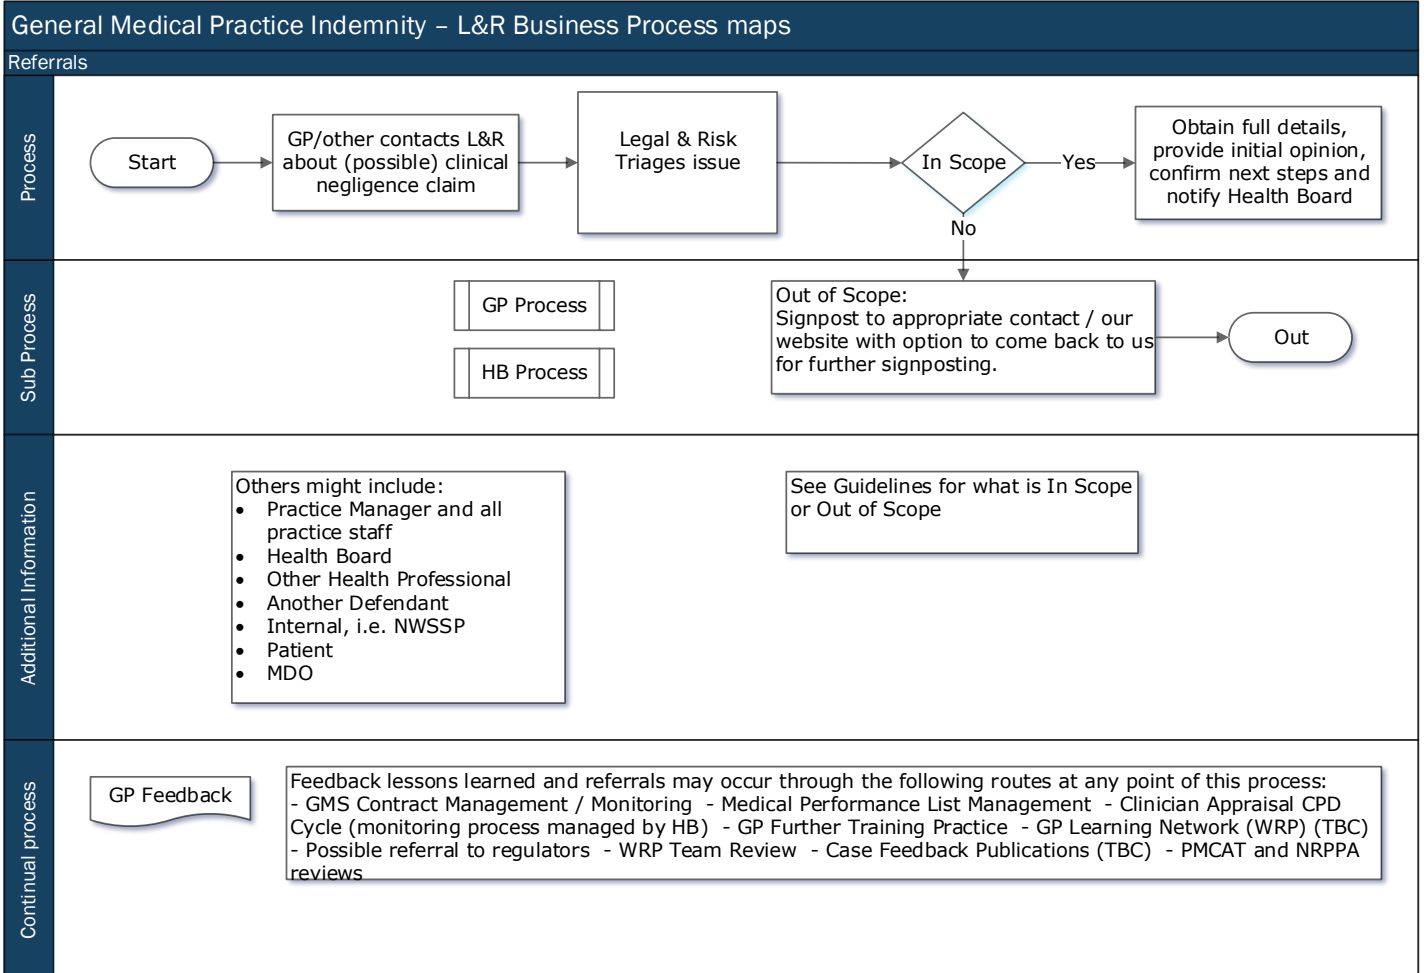 General Medical Practice Indemnity – L&R Business Process maps
Referrals
Process
Start
GP/other contacts L&R
about (possible) clinical
negligence claim
Legal & Risk
Triages issue
In Scope
Yes
Obtain full details,
provide initial opinion,
confirm next steps and
notify Health Board
No
Sub Process
GP Process
HB Process
Out of Scope:
Signpost to appropriate contact / our
website with option to come back to us
for further signposting.
Out
Additional Information
Others might include:
• Practice Manager and all
practice staff
• Health Board
• Other Health Professional
• Another Defendant
• Internal, i.e. NWSSP
• Patient
• MDO
See Guidelines for what is In Scope
or Out of Scope
Continual process
GP Feedback
Feedback lessons learned and referrals may occur through the following routes at any point of this process:
- GMS Contract Management / Monitoring - Medical Performance List Management - Clinician Appraisal CPD
Cycle (monitoring process managed by HB) - GP Further Training Practice - GP Learning Network (WRP) (TBC)
- Possible referral to regulators - WRP Team Review - Case Feedback Publications (TBC) - PMCAT and NRPPA
reviews